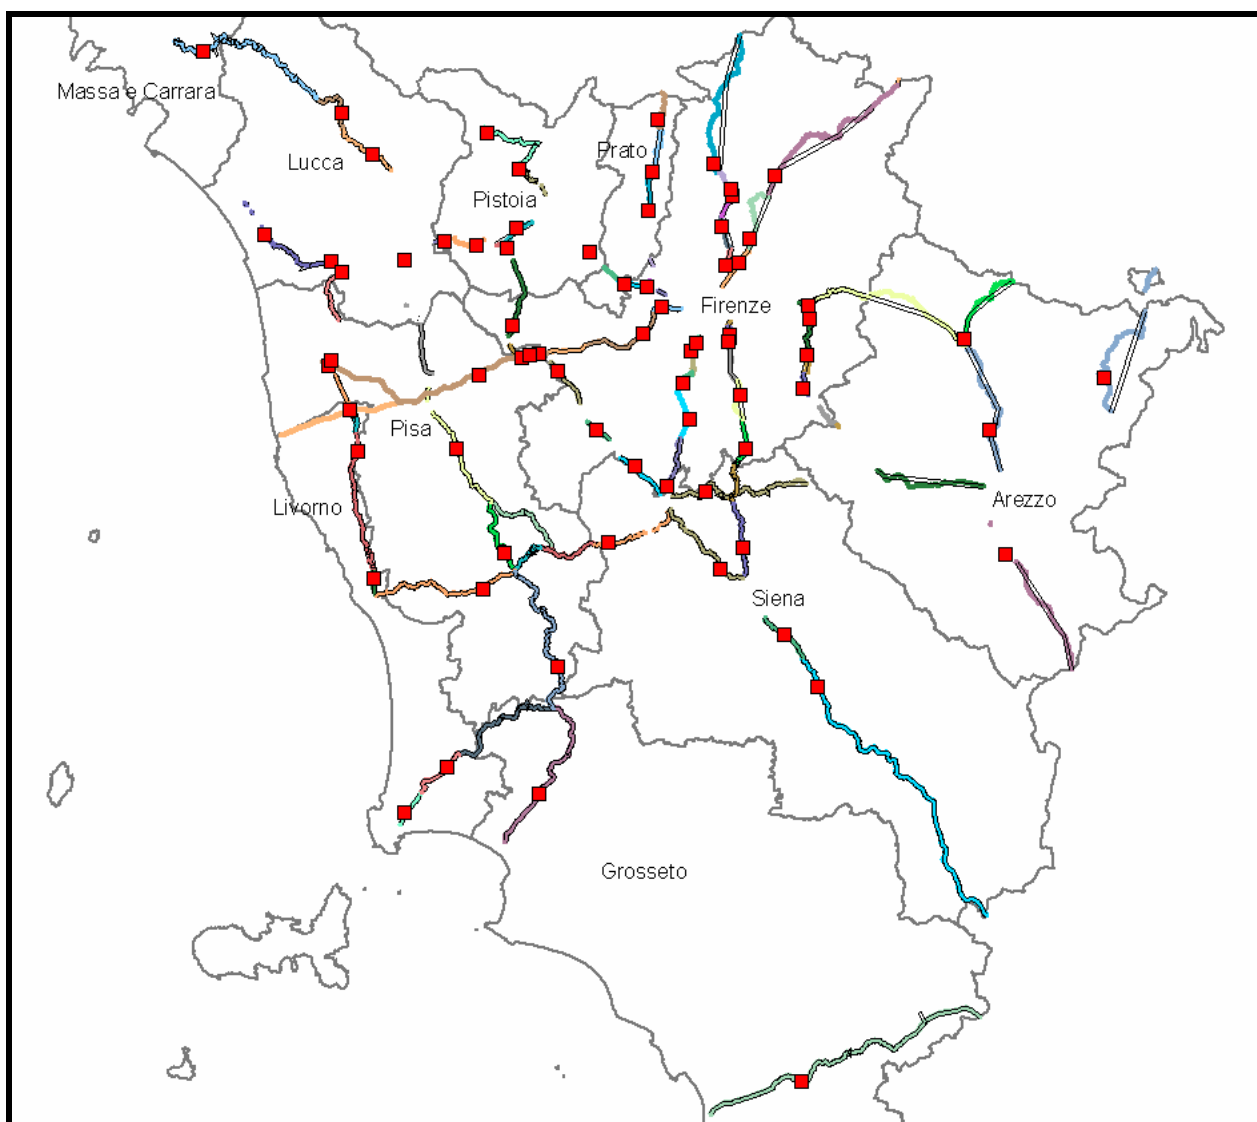 Massa e Carrara
Lucca
Prato
Pistoia
Firenze
Pisa
Livorno
Arezzo
Siena
Grosseto